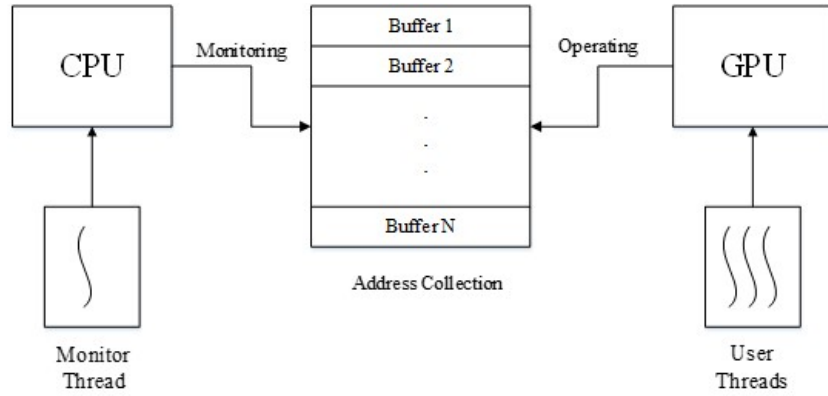 Buffer 1
CPU
Monitoring
Buffer 2
Operating
GPU
.
.
.
Buffer N
Address Collection
Monitor
Thread
User
Threads